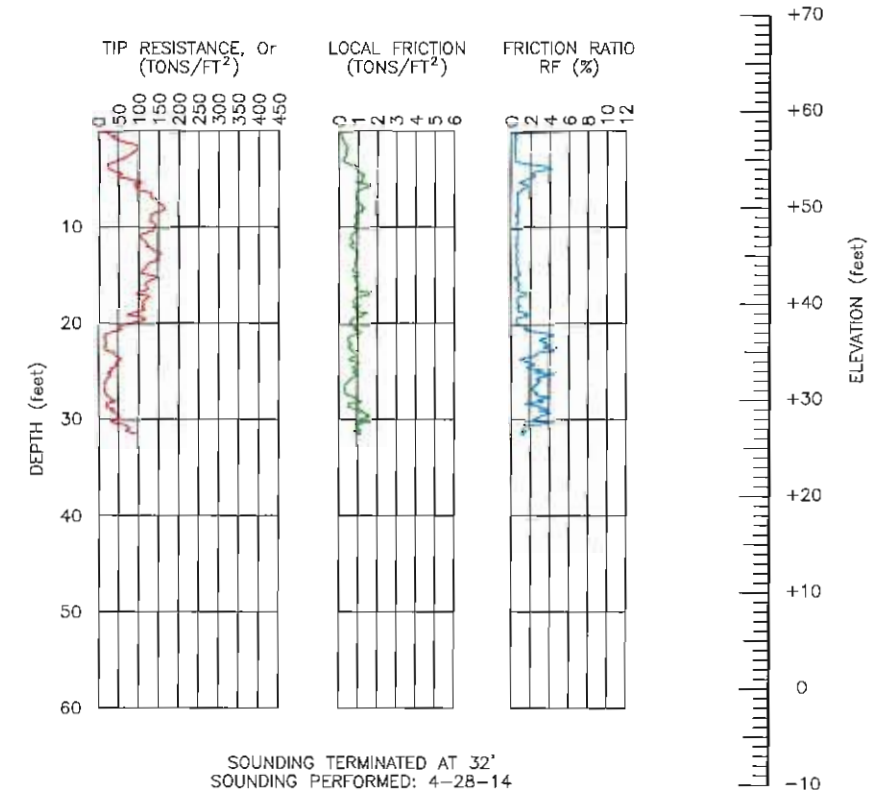 TIP RESISTANCE, Or
(TONS/FT²)
0 50 100 150 200 250 300 350 400 450
LOCAL FRICTION
(TONS/FT²)
0 1 2 3 4 5 6
FRICTION RATIO
RF (%)
0 2 4 6 8 10 12
DEPTH (feet)
10
20
30
40
50
60
ELEVATION (feet)
+70
+60
+50
+40
+30
+20
+10
0
-10
SOUNDING TERMINATED AT 32'
SOUNDING PERFORMED: 4-28-14